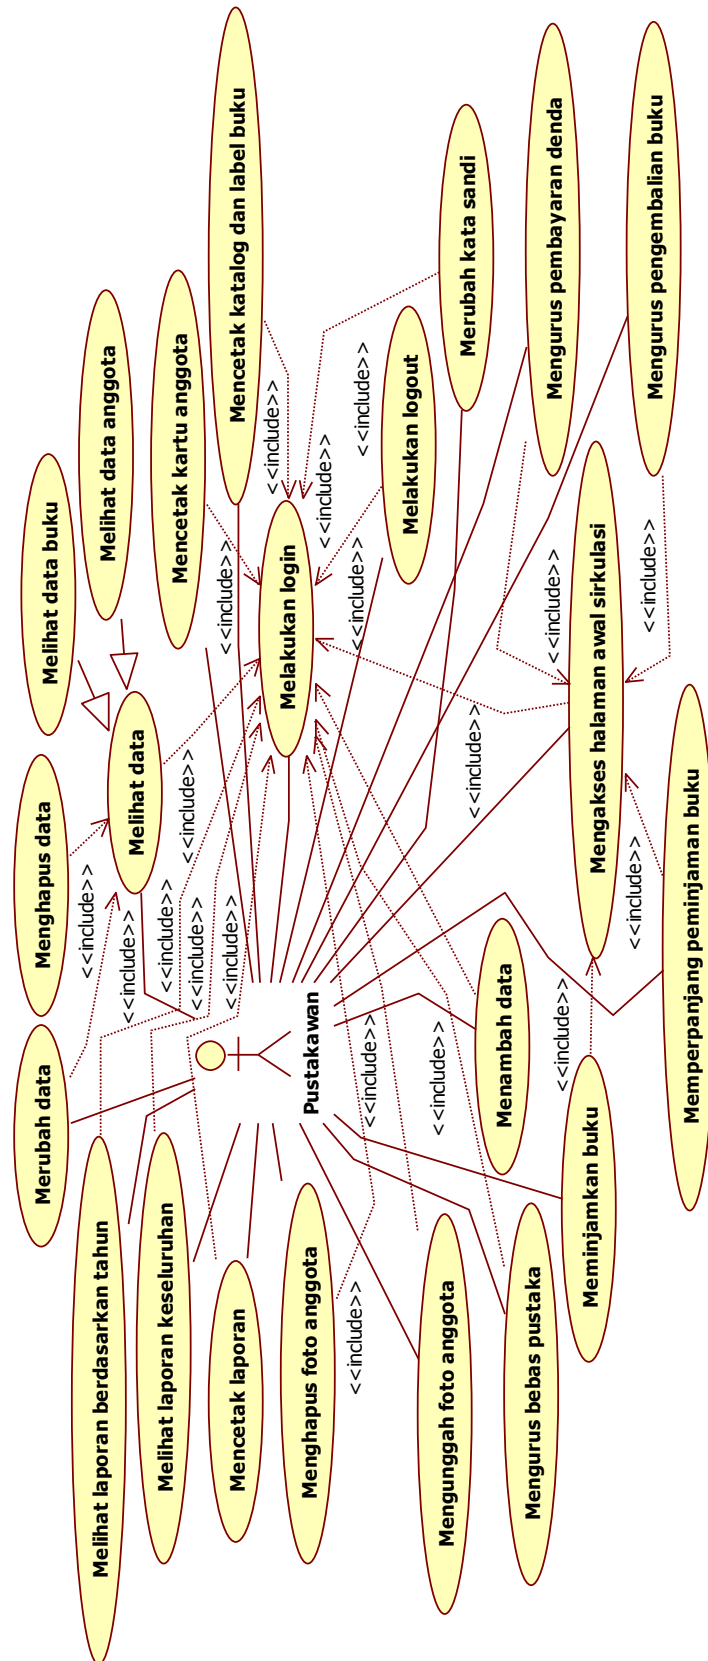 Merubah data
Menghapus data
Melihat data buku
<<include>>
Melihat laporan berdasarkan tahun
Melihat data anggota
<<include>>
Melihat data
Melihat laporan keseluruhan
<<include>>
Mencetak kartu anggota
<<include>>
<<include>>
<<include>>
<<include>>
Mencetak laporan
Mencetak katalog dan label buku
<<include>>
Melakukan login
Menghapus foto anggota
Pustakawan
<<include>>
<<include>>
<<include>>
<<include>>
<<include>>
Melakukan logout
<<include>>
Mengunggah foto anggota
Merubah kata sandi
<<include>>
Menambah data
Mengurus bebas pustaka
<<include>>
Mengurus pembayaran denda
<<include>>
Meminjamkan buku
Mengakses halaman awal sirkulasi
<<include>>
<<include>>
Mengurus pengembalian buku
Memperpanjang peminjaman buku